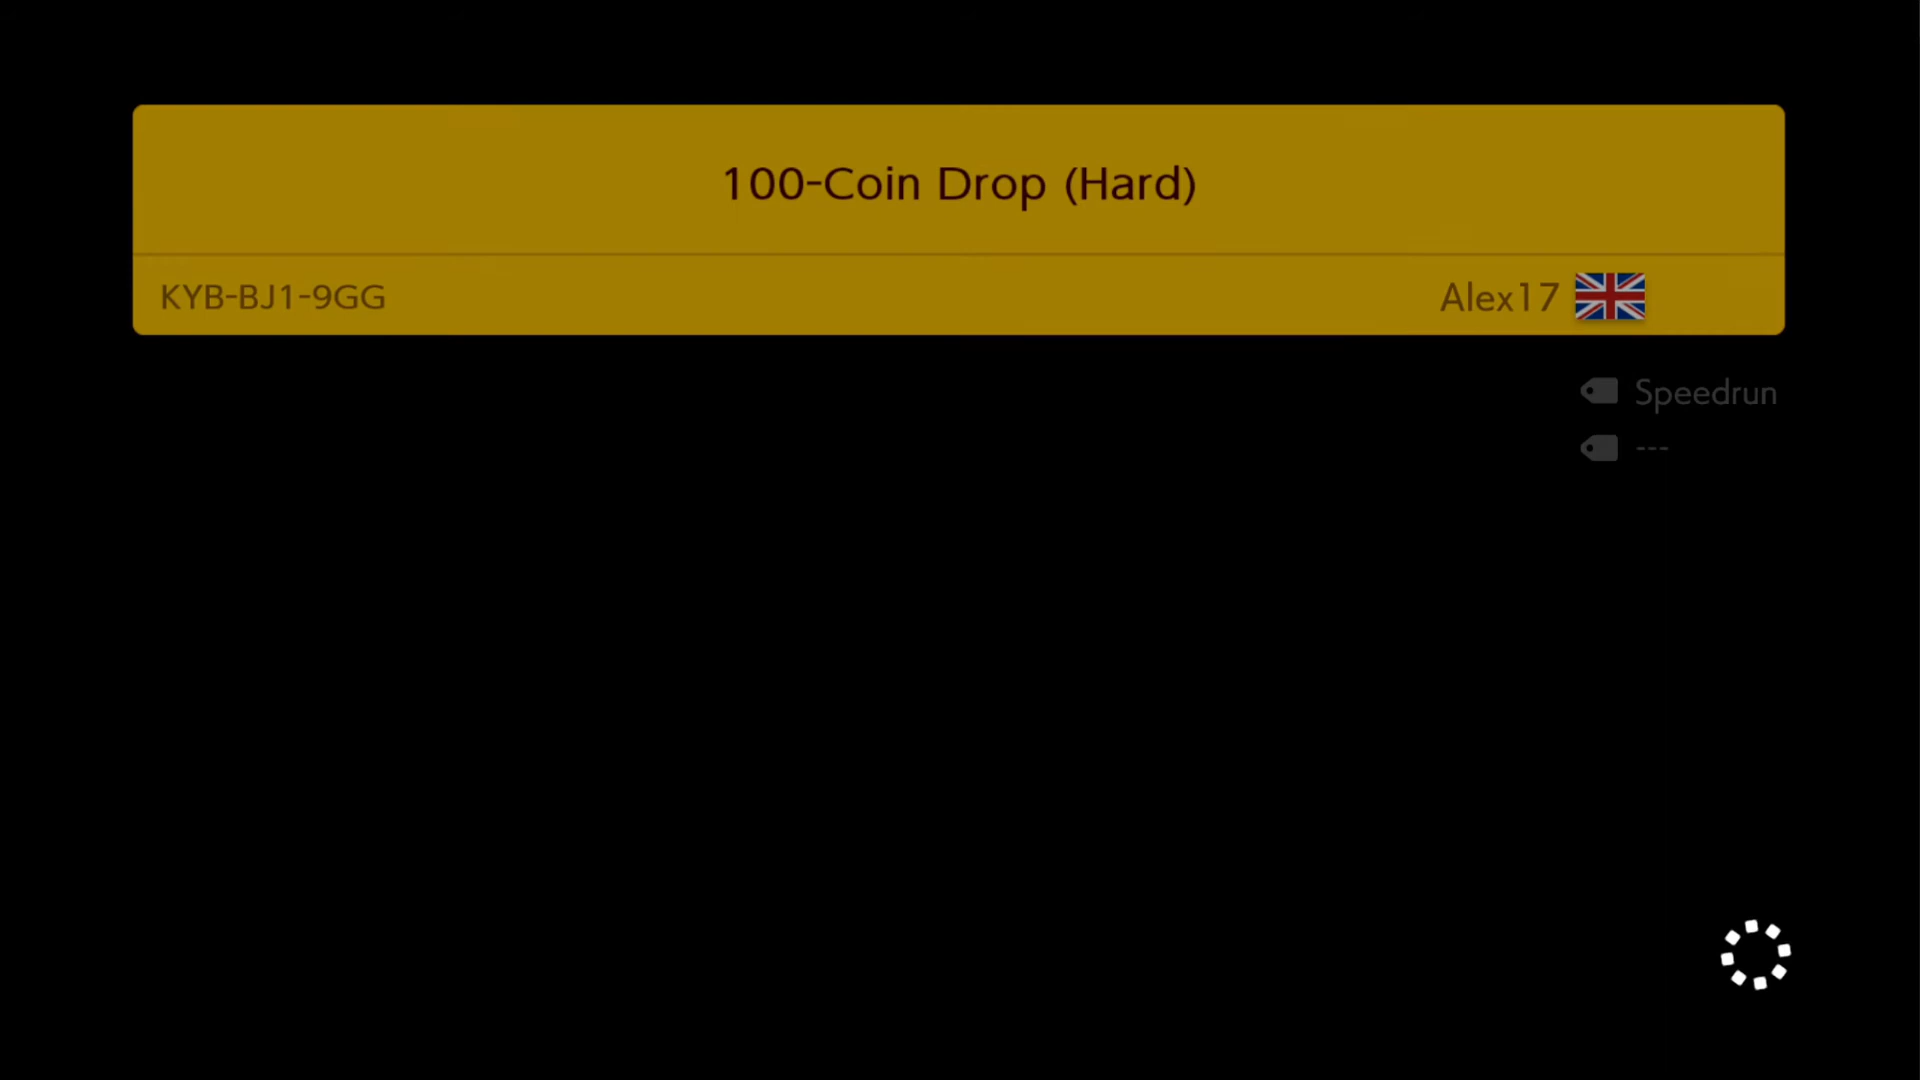 100-Coin Drop (Hard)
KYB-BJ1-9GG
Alex17
Speedrun
---